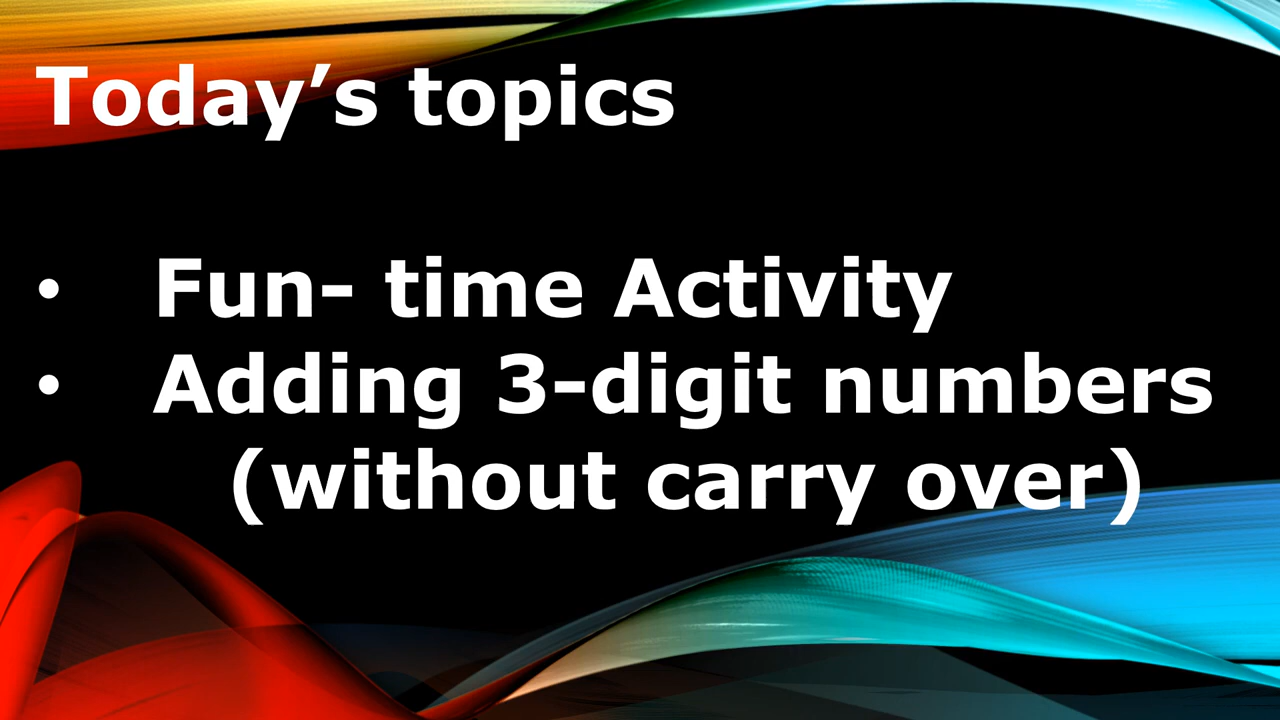 Today’s topics
• Fun- time Activity
• Adding 3-digit numbers
(without carry over)